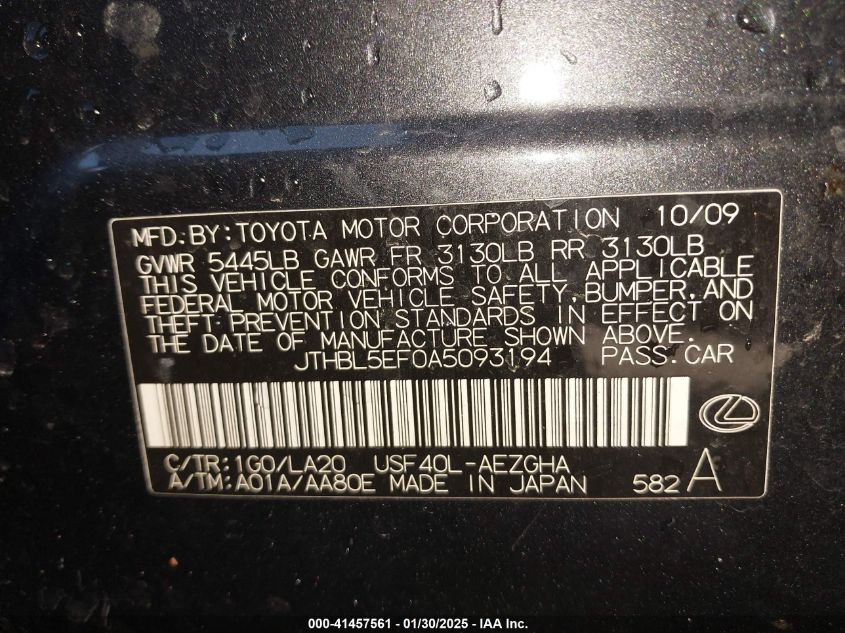 MFD. BY: TOYOTA MOTOR CORPORATION 10/09
GVWR 5445LB GAWR FR 3130LB RR 3130LB
THIS VEHICLE CONFORMS TO ALL APPLICABLE
FEDERAL MOTOR VEHICLE SAFETY, BUMPER, AND
THEFT PREVENTION STANDARDS IN EFFECT ON
THE DATE OF MANUFACTURE SHOWN ABOVE.
JTHBL5EF0A5093194 PASS. CAR
C/TR: 1G0/LA20 USF40L-AEZGHA
A/TM: A01A/AA80E MADE IN JAPAN 582 A
000-41457561 - 01/30/2025 - IAA Inc.